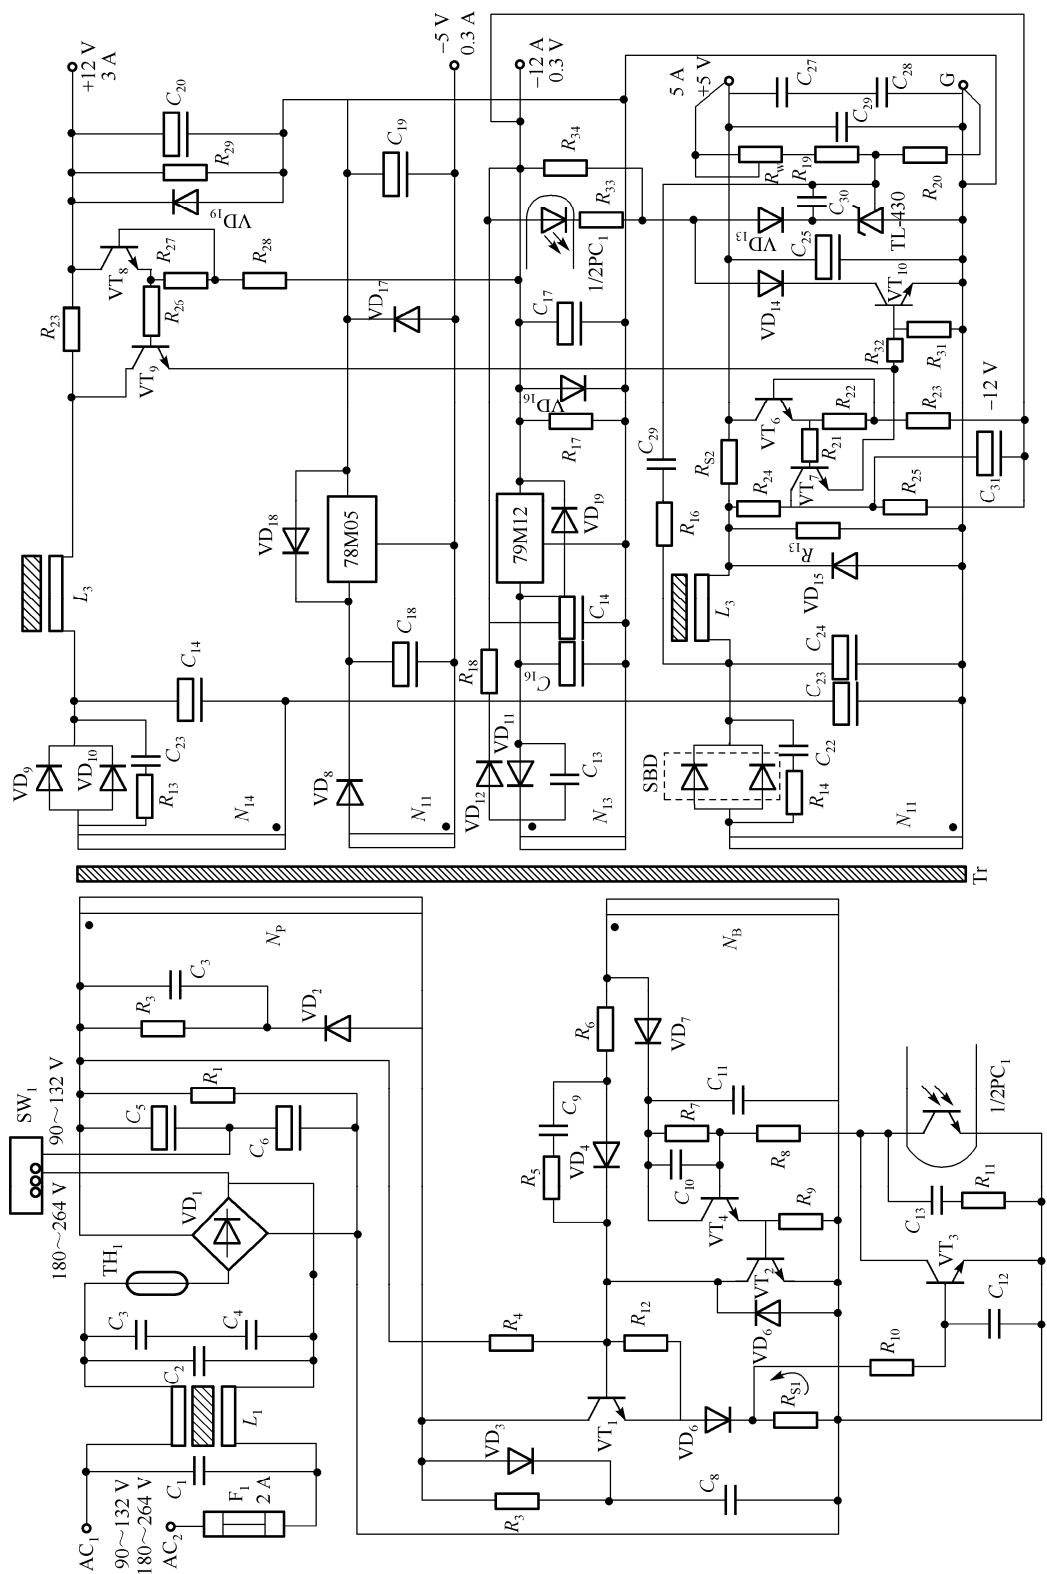 AC₁
90～132 V
180～264 V
AC₂
F₁
2 A
C₁
L₁
C₂
C₃
C₄
TH₁
VD₁
180～264 V
SW₁
90～132 V
C₅
C₆
R₁
R₃
C₃
VD₂
N_P
R₃
VD₃
C₈
VT₁
VD₆
R_S1
R₄
R₁₂
VD₆
VT₂
VT₄
R₉
R₅
C₉
VD₄
R₆
C₁₀
R₇
R₈
C₁₁
VD₇
N_B
R₁₀
C₁₂
VT₃
C₁₃
R₁₁
1/2PC₁
Tr
VD₉
VD₁₀
R₁₃
C₂₃
N₁₄
C₁₄
L₃
R₂₃
VT₉
VT₈
R₂₆
R₂₇
R₂₈
VD₁₉
R₂₉
C₂₀
+12 V
3 A
VD₈
N₁₁
C₁₈
VD₁₈
78M05
VD₁₇
C₁₉
−5 V
0.3 A
VD₁₂
VD₁₁
C₁₃
N₁₃
R₁₈
C₁₆
C₁₄
79M12
VD₁₉
R₁₇
VD₁₆
C₁₇
1/2PC₁
R₃₃
R₃₄
−12 A
0.3 V
SBD
R₁₄
C₂₂
N₁₁
C₂₃
C₂₄
L₃
R₁₆
C₂₉
VD₁₅
R₁₃
R_S2
R₂₄
VT₇
R₂₁
VT₆
R₂₂
R₂₃
R₂₅
C₃₁
−12 V
R₃₂
R₃₁
VT₁₀
VD₁₄
VD₁₃
C₂₅
C₃₀
TL-430
R_w
R₁₉
R₂₀
C₂₉
C₂₇
C₂₈
5 A
+5 V
G